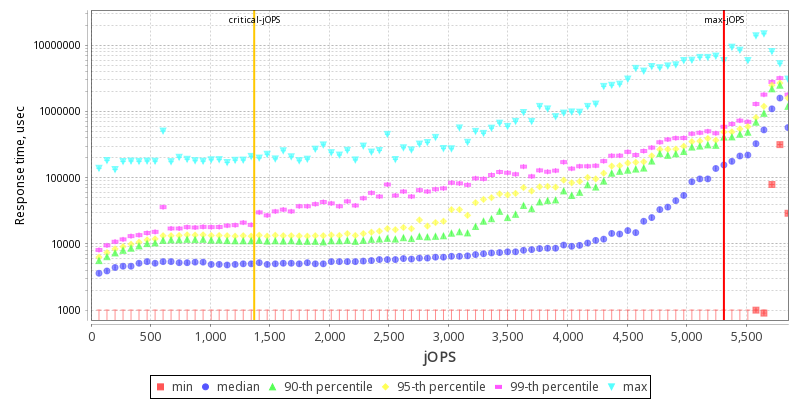 critical-jOPS max-jOPS
Response time, usec
10000000
1000000
100000
10000
1000
0 500 1,000 1,500 2,000 2,500 3,000 3,500 4,000 4,500 5,000 5,500
jOPS
min median 90-th percentile 95-th percentile 99-th percentile max